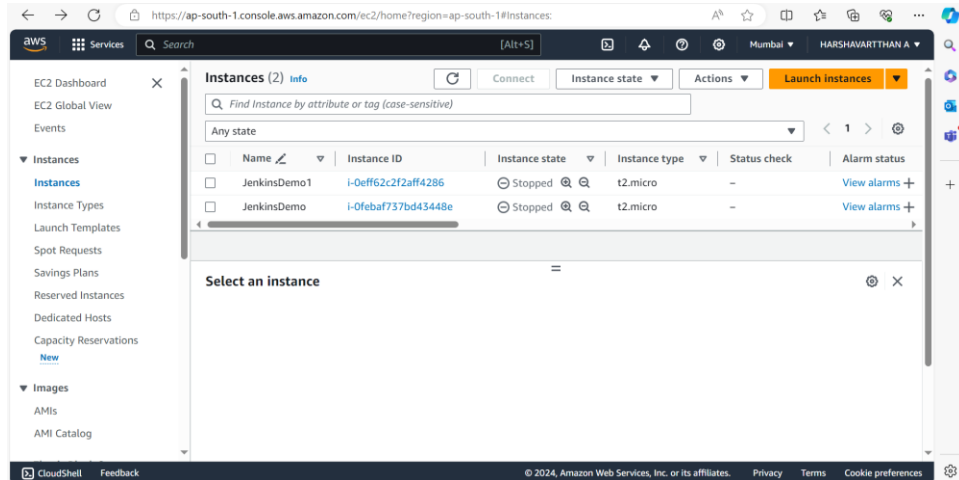 https://ap-south-1.console.aws.amazon.com/ec2/home?region=ap-south-1#Instances:
aws Services Search [Alt+S] Mumbai HARSHAVARTTHAN A
EC2 Dashboard
EC2 Global View
Events
Instances
Instances
Instance Types
Launch Templates
Spot Requests
Savings Plans
Reserved Instances
Dedicated Hosts
Capacity Reservations
New
Images
AMIs
AMI Catalog
Instances (2) Info Connect Instance state Actions Launch instances
Find Instance by attribute or tag (case-sensitive)
Any state 1
Name Instance ID Instance state Instance type Status check Alarm status
JenkinsDemo1 i-0eff62c2f2aff4286 Stopped t2.micro – View alarms
JenkinsDemo i-0febaf737bd43448e Stopped t2.micro – View alarms
Select an instance
CloudShell Feedback © 2024, Amazon Web Services, Inc. or its affiliates. Privacy Terms Cookie preferences